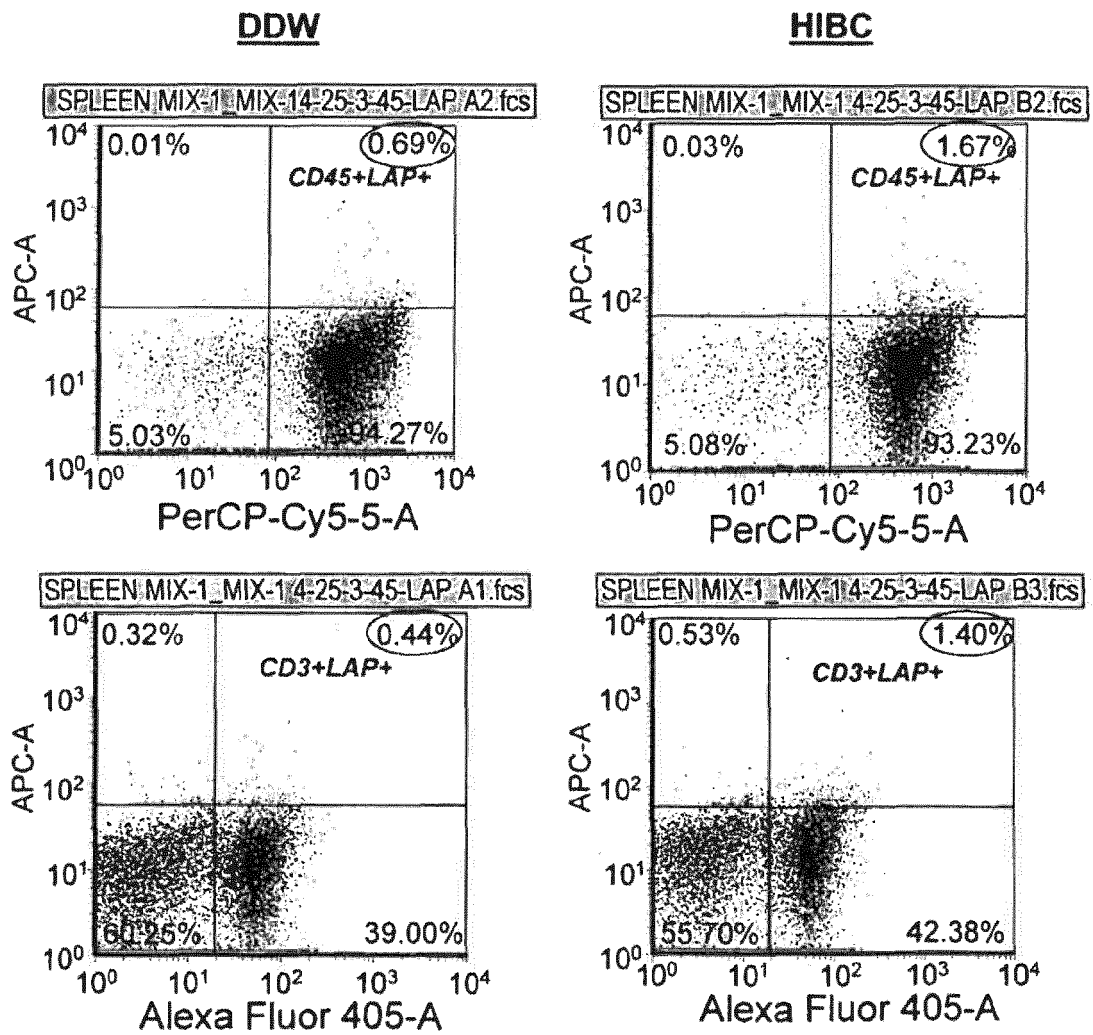 DDW
HIBC
SPLEEN MIX-1_MIX-14-25-3-45-LAP A2.fcs
10⁴
0.01%
0.69%
CD45+LAP+
10³
APC-A
10²
10¹
5.03%
94.27%
10⁰
10⁰ 10¹ 10² 10³ 10⁴
PerCP-Cy5-5-A
SPLEEN MIX-1_MIX-1 4-25-3-45-LAP B2.fcs
10⁴
0.03%
1.67%
CD45+LAP+
10³
APC-A
10²
10¹
5.08%
93.23%
10⁰
10⁰ 10¹ 10² 10³ 10⁴
PerCP-Cy5-5-A
SPLEEN MIX-1_MIX-1 4-25-3-45-LAP A1.fcs
10⁴
0.32%
0.44%
CD3+LAP+
10³
APC-A
10²
10¹
60.25%
39.00%
10⁰
10⁰ 10¹ 10² 10³ 10⁴
Alexa Fluor 405-A
SPLEEN MIX-1_MIX-1 4-25-3-45-LAP B3.fcs
10⁴
0.53%
1.40%
CD3+LAP+
10³
APC-A
10²
10¹
55.70%
42.38%
10⁰
10⁰ 10¹ 10² 10³ 10⁴
Alexa Fluor 405-A